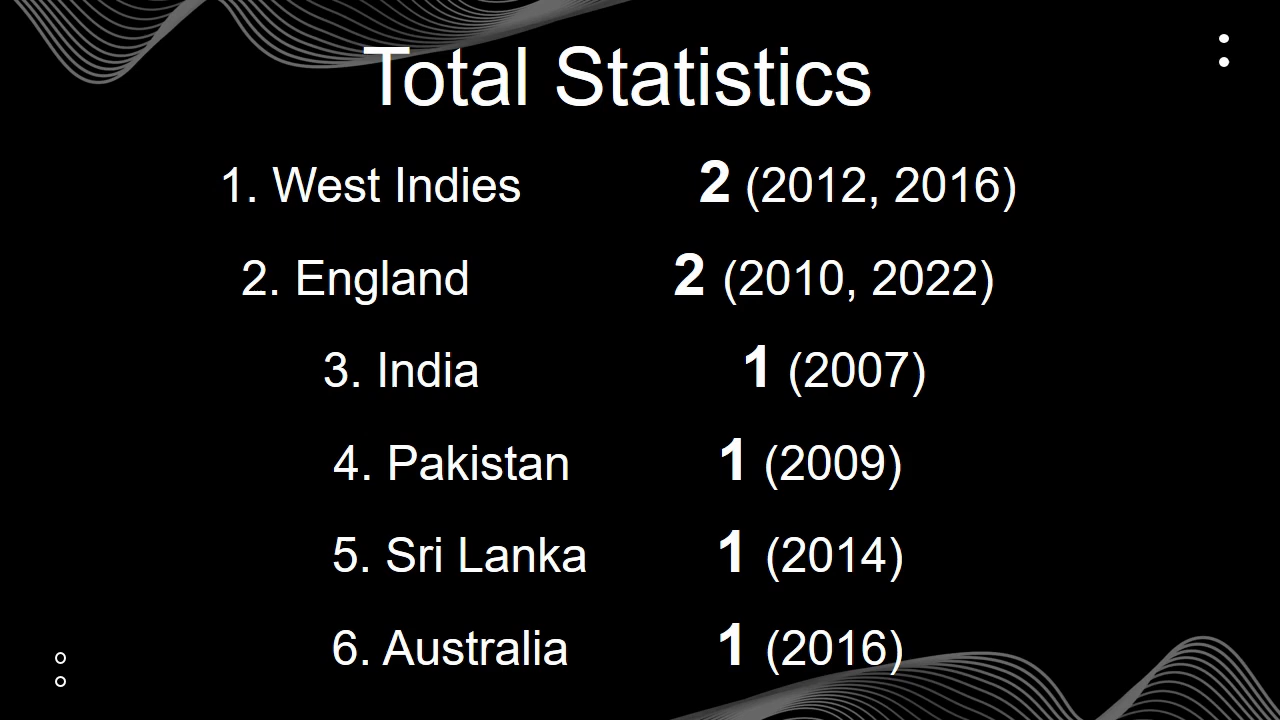 Total Statistics
1. West Indies 2 (2012, 2016)
2. England 2 (2010, 2022)
3. India 1 (2007)
4. Pakistan 1 (2009)
5. Sri Lanka 1 (2014)
6. Australia 1 (2016)